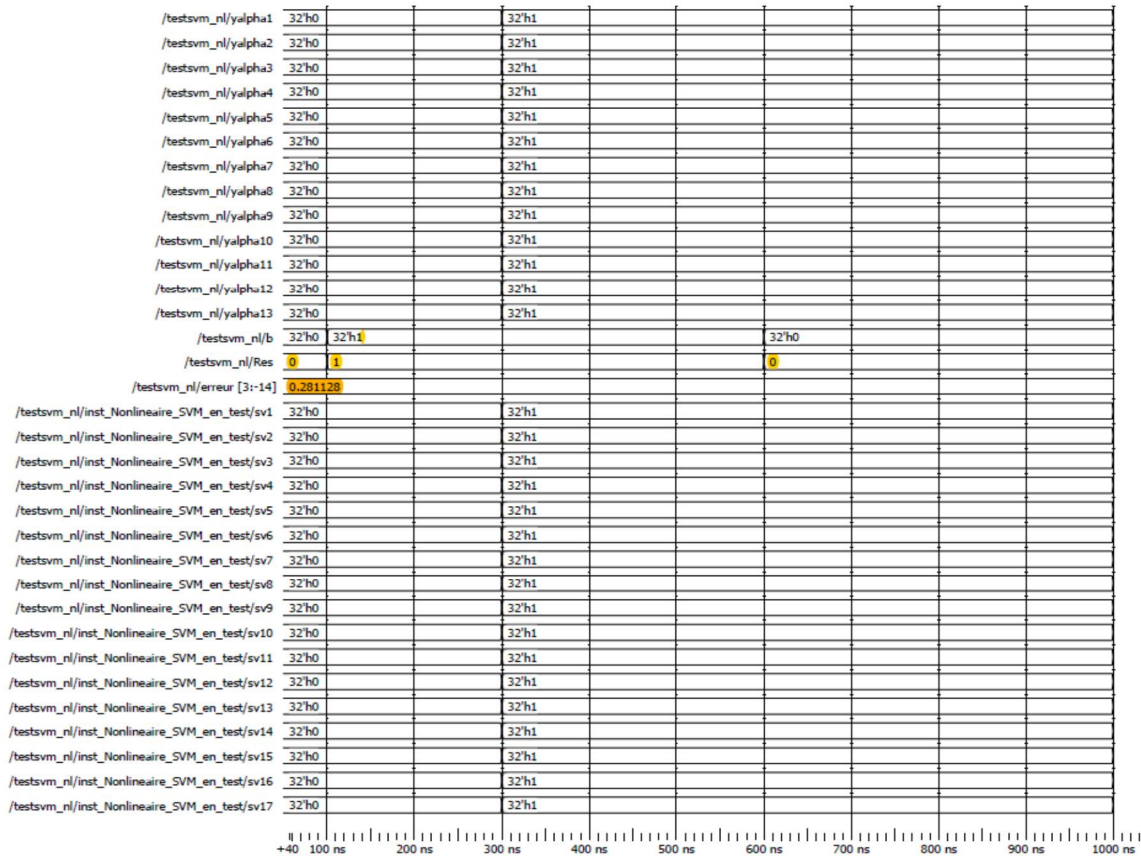 /testsvm_nl/yalpha1 32'h0 32'h1
/testsvm_nl/yalpha2 32'h0 32'h1
/testsvm_nl/yalpha3 32'h0 32'h1
/testsvm_nl/yalpha4 32'h0 32'h1
/testsvm_nl/yalpha5 32'h0 32'h1
/testsvm_nl/yalpha6 32'h0 32'h1
/testsvm_nl/yalpha7 32'h0 32'h1
/testsvm_nl/yalpha8 32'h0 32'h1
/testsvm_nl/yalpha9 32'h0 32'h1
/testsvm_nl/yalpha10 32'h0 32'h1
/testsvm_nl/yalpha11 32'h0 32'h1
/testsvm_nl/yalpha12 32'h0 32'h1
/testsvm_nl/yalpha13 32'h0 32'h1
/testsvm_nl/b 32'h0 32'h1 32'h0
/testsvm_nl/Res 0 1 0
/testsvm_nl/erreur [3:-14] 0.281128
/testsvm_nl/inst_Nonlineaire_SVM_en_test/sv1 32'h0 32'h1
/testsvm_nl/inst_Nonlineaire_SVM_en_test/sv2 32'h0 32'h1
/testsvm_nl/inst_Nonlineaire_SVM_en_test/sv3 32'h0 32'h1
/testsvm_nl/inst_Nonlineaire_SVM_en_test/sv4 32'h0 32'h1
/testsvm_nl/inst_Nonlineaire_SVM_en_test/sv5 32'h0 32'h1
/testsvm_nl/inst_Nonlineaire_SVM_en_test/sv6 32'h0 32'h1
/testsvm_nl/inst_Nonlineaire_SVM_en_test/sv7 32'h0 32'h1
/testsvm_nl/inst_Nonlineaire_SVM_en_test/sv8 32'h0 32'h1
/testsvm_nl/inst_Nonlineaire_SVM_en_test/sv9 32'h0 32'h1
/testsvm_nl/inst_Nonlineaire_SVM_en_test/sv10 32'h0 32'h1
/testsvm_nl/inst_Nonlineaire_SVM_en_test/sv11 32'h0 32'h1
/testsvm_nl/inst_Nonlineaire_SVM_en_test/sv12 32'h0 32'h1
/testsvm_nl/inst_Nonlineaire_SVM_en_test/sv13 32'h0 32'h1
/testsvm_nl/inst_Nonlineaire_SVM_en_test/sv14 32'h0 32'h1
/testsvm_nl/inst_Nonlineaire_SVM_en_test/sv15 32'h0 32'h1
/testsvm_nl/inst_Nonlineaire_SVM_en_test/sv16 32'h0 32'h1
/testsvm_nl/inst_Nonlineaire_SVM_en_test/sv17 32'h0 32'h1
+40 100 ns 200 ns 300 ns 400 ns 500 ns 600 ns 700 ns 800 ns 900 ns 1000 ns